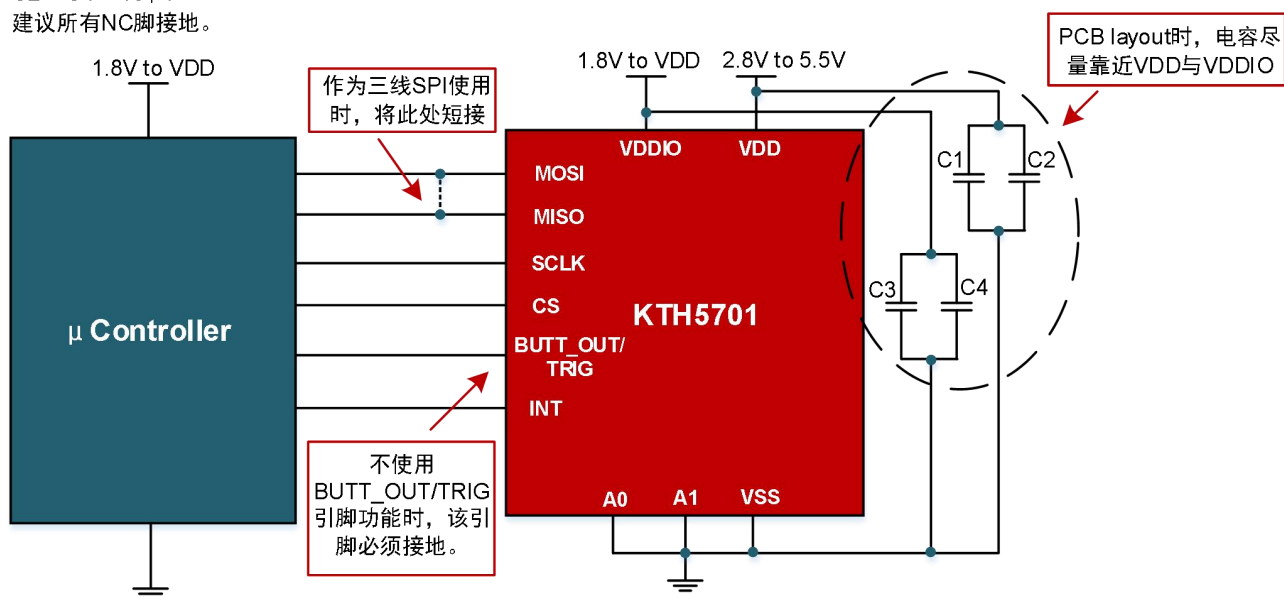 建议所有NC脚接地。
1.8V to VDD
作为三线SPI使用
时，将此处短接
1.8V to VDD
2.8V to 5.5V
PCB layout时，电容尽
量靠近VDD与VDDIO
VDDIO
VDD
MOSI
MISO
SCLK
CS
BUTT_OUT/
TRIG
INT
μ Controller
KTH5701
C1
C2
C3
C4
不使用
BUTT_OUT/TRIG
引脚功能时，该引
脚必须接地。
A0
A1
VSS